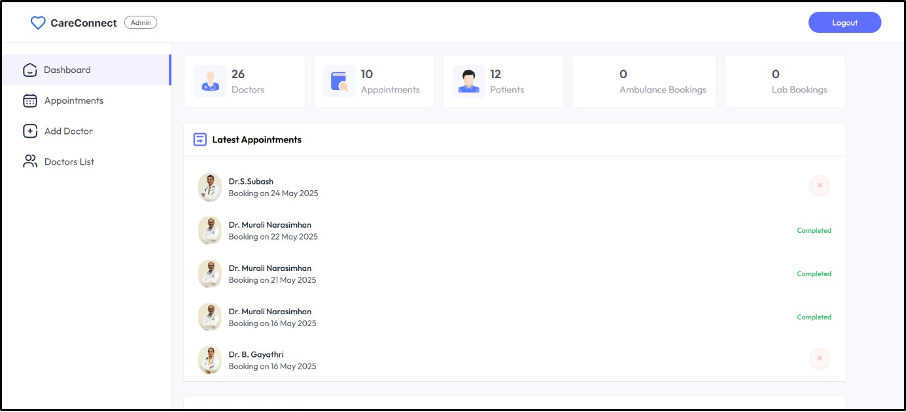 CareConnect Admin Logout
Dashboard
Appointments
Add Doctor
Doctors List
26
Doctors
10
Appointments
12
Patients
0
Ambulance Bookings
0
Lab Bookings
Latest Appointments
Dr.S.Subash
Booking on 24 May 2025
Dr. Murali Narasimhan
Booking on 22 May 2025
Completed
Dr. Murali Narasimhan
Booking on 21 May 2025
Completed
Dr. Murali Narasimhan
Booking on 16 May 2025
Completed
Dr. B. Gayathri
Booking on 16 May 2025